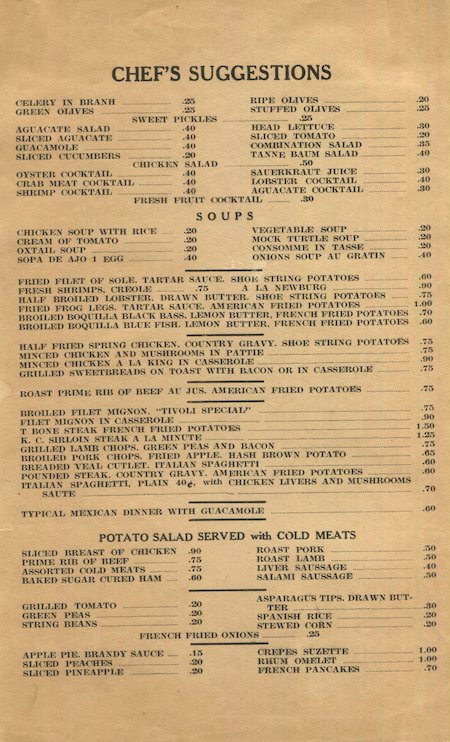 CHEF'S SUGGESTIONS
CELERY IN BRANH .25
GREEN OLIVES .25
RIPE OLIVES .20
STUFFED OLIVES .25
SWEET PICKLES .25
AGUACATE SALAD .40
SLICED AGUACATE .40
GUACAMOLE .40
SLICED CUCUMBERS .20
HEAD LETTUCE .30
SLICED TOMATO .20
COMBINATION SALAD .35
TANNE BAUM SALAD .40
CHICKEN SALAD .50
OYSTER COCKTAIL .40
CRAB MEAT COCKTAIL .40
SHRIMP COCKTAIL .40
SAUERKRAUT JUICE .30
LOBSTER COCKTAIL .40
AGUACATE COCKTAIL .30
FRESH FRUIT COCKTAIL .30
SOUPS
CHICKEN SOUP WITH RICE .20
CREAM OF TOMATO .20
OXTAIL SOUP .20
SOPA DE AJO 1 EGG .40
VEGETABLE SOUP .20
MOCK TURTLE SOUP .20
CONSOMME IN TASSE .20
ONIONS SOUP AU GRATIN .40
FRIED FILET OF SOLE. TARTAR SAUCE. SHOE STRING POTATOES .60
FRESH SHRIMPS, CREOLE .75 A LA NEWBURG .90
HALF BROILED LOBSTER. DRAWN BUTTER. SHOE STRING POTATOES .75
FRIED FROG LEGS. TARTAR SAUCE. AMERICAN FRIED POTATOES 1.00
BROILED BOQUILLA BLACK BASS. LEMON BUTTER, FRENCH FRIED POTATOES .70
BROILED BOQUILLA BLUE FISH. LEMON BUTTER, FRENCH FRIED POTATOES .60
HALF FRIED SPRING CHICKEN. COUNTRY GRAVY. SHOE STRING POTATOES .75
MINCED CHICKEN AND MUSHROOMS IN PATTIE .75
MINCED CHICKEN A LA KING IN CASSEROLE .90
GRILLED SWEETBREADS ON TOAST WITH BACON OR IN CASSEROLE .75
ROAST PRIME RIB OF BEEF AU JUS. AMERICAN FRIED POTATOES .75
BROILED FILET MIGNON. "TIVOLI SPECIAL" .75
FILET MIGNON IN CASSEROLE .90
T BONE STEAK FRENCH FRIED POTATOES 1.50
K. C. SIRLOIN STEAK A LA MINUTE 1.25
GRILLED LAMB CHOPS. GREEN PEAS AND BACON .75
BROILED PORK CHOPS. FRIED APPLE. HASH BROWN POTATO .65
BREADED VEAL CUTLET. ITALIAN SPAGHETTI .60
POUNDED STEAK. COUNTRY GRAVY. AMERICAN FRIED POTATOES .60
ITALIAN SPAGHETTI. PLAIN 40¢. with CHICKEN LIVERS AND MUSHROOMS
SAUTE .70
TYPICAL MEXICAN DINNER WITH GUACAMOLE .60
POTATO SALAD SERVED with COLD MEATS
SLICED BREAST OF CHICKEN .90
PRIME RIB OF BEEF .75
ASSORTED COLD MEATS .75
BAKED SUGAR CURED HAM .60
ROAST PORK .50
ROAST LAMB .50
LIVER SAUSSAGE .40
SALAMI SAUSSAGE .50
GRILLED TOMATO .20
GREEN PEAS .20
STRING BEANS .20
ASPARAGUS TIPS. DRAWN BUT-
TER .30
SPANISH RICE .20
STEWED CORN .20
FRENCH FRIED ONIONS .25
APPLE PIE. BRANDY SAUCE .15
SLICED PEACHES .20
SLICED PINEAPPLE .20
CREPES SUZETTE 1.00
RHUM OMELET 1.00
FRENCH PANCAKES .70